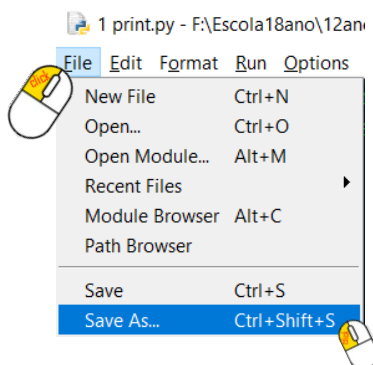 1 print.py - F:\Escola18ano\12an
File Edit Format Run Options
click
New File Ctrl+N
Open... Ctrl+O
Open Module... Alt+M
Recent Files
Module Browser Alt+C
Path Browser
Save Ctrl+S
Save As... Ctrl+Shift+S